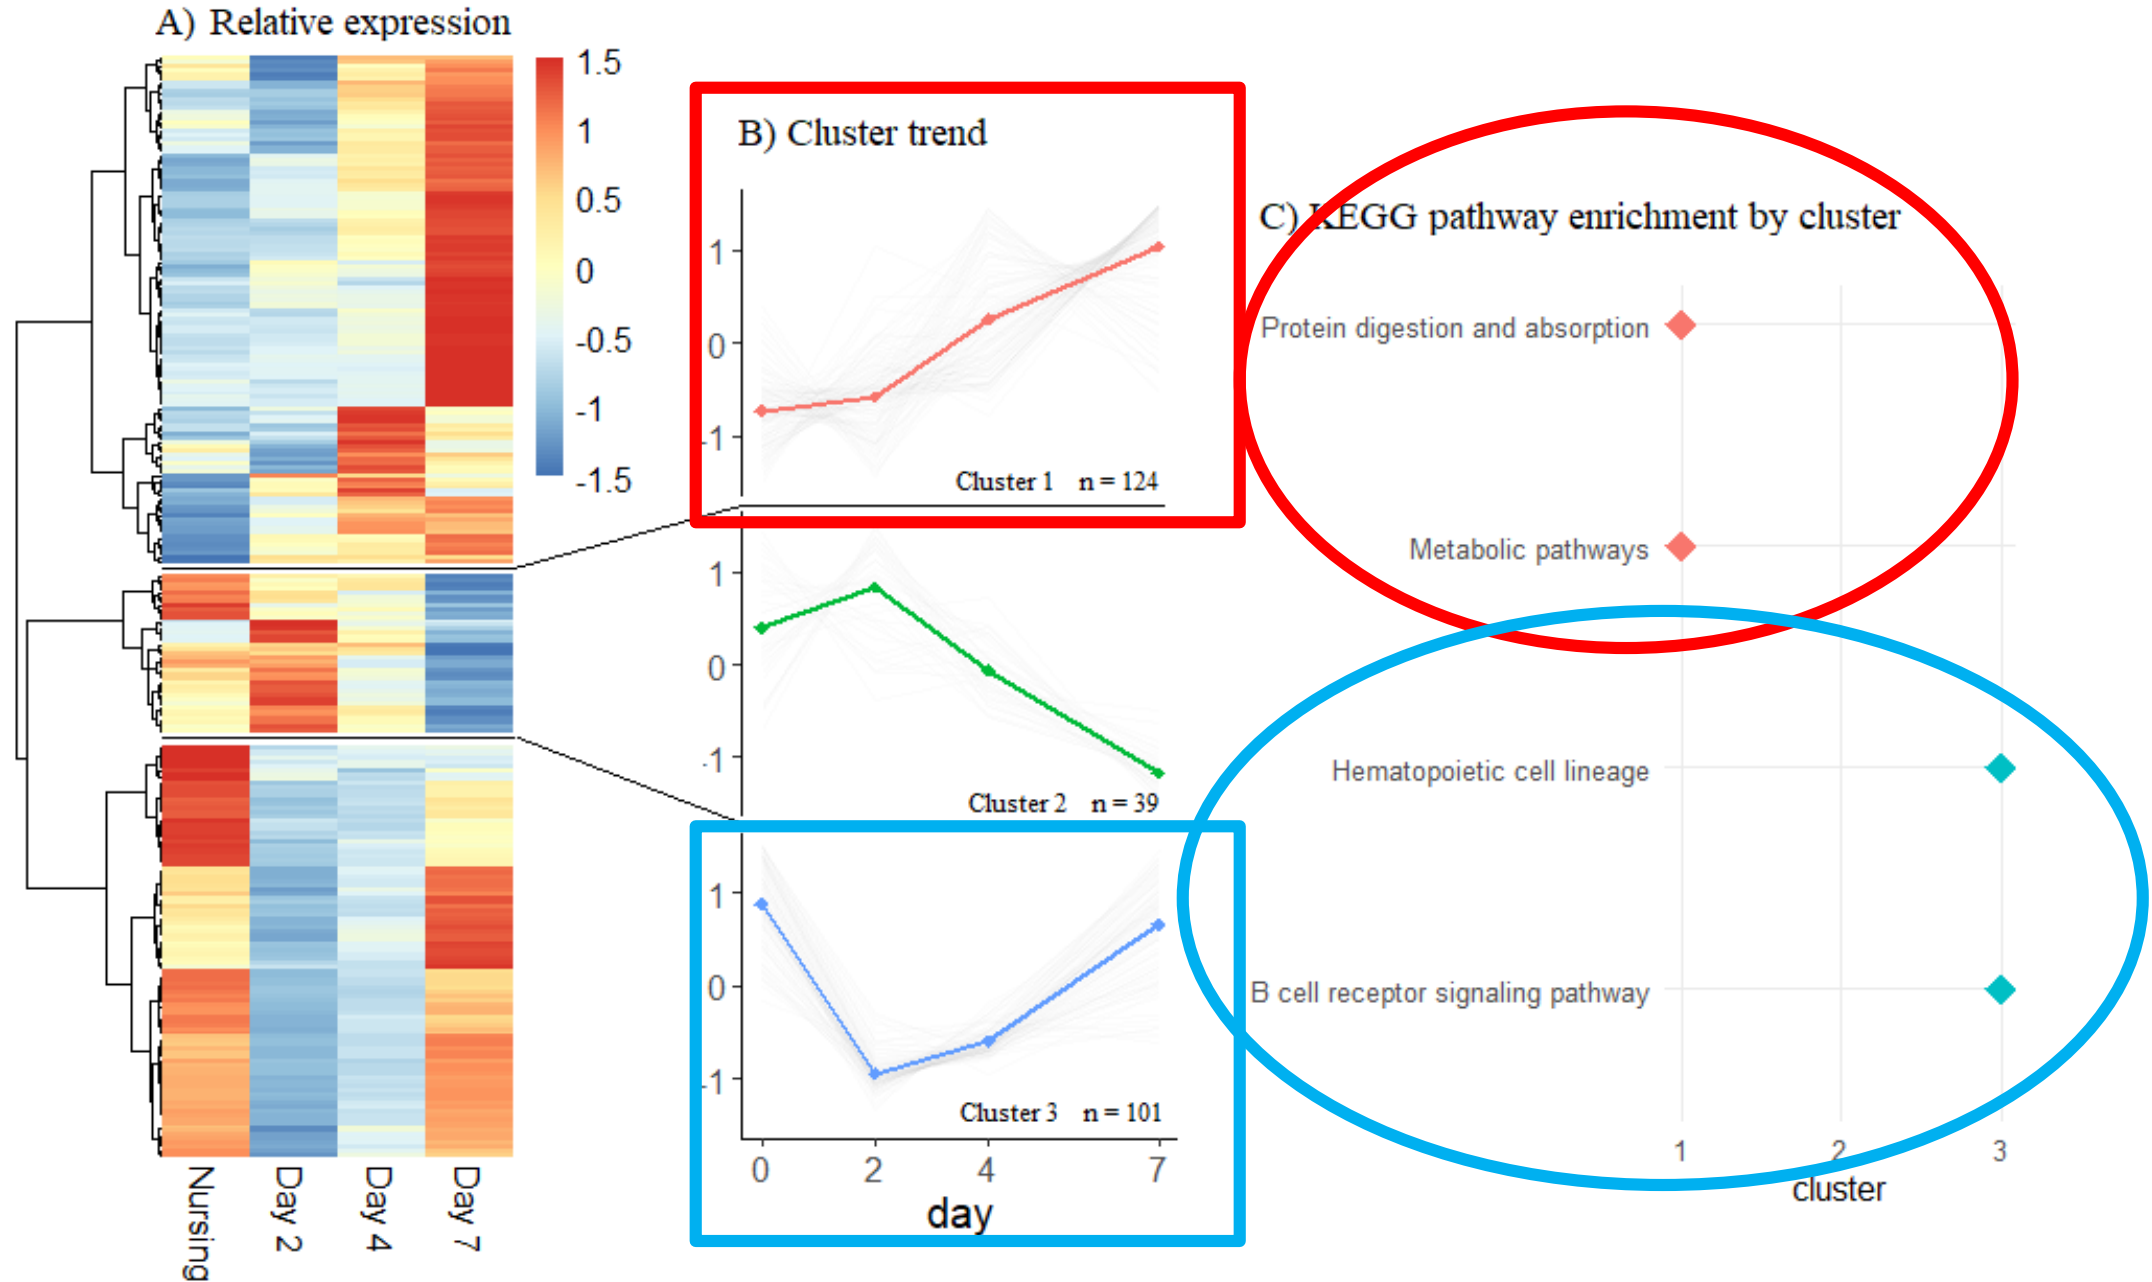 A) Relative expression
1.5
1
0.5
0
-0.5
-1
-1.5
Nursing
Day 2
Day 4
Day 7
B) Cluster trend
1
0
-1
Cluster 1 n = 124
1
0
-1
Cluster 2 n = 39
1
0
-1
Cluster 3 n = 101
0 2 4 7
day
C) KEGG pathway enrichment by cluster
Protein digestion and absorption
Metabolic pathways
Hematopoietic cell lineage
B cell receptor signaling pathway
1 2 3
cluster